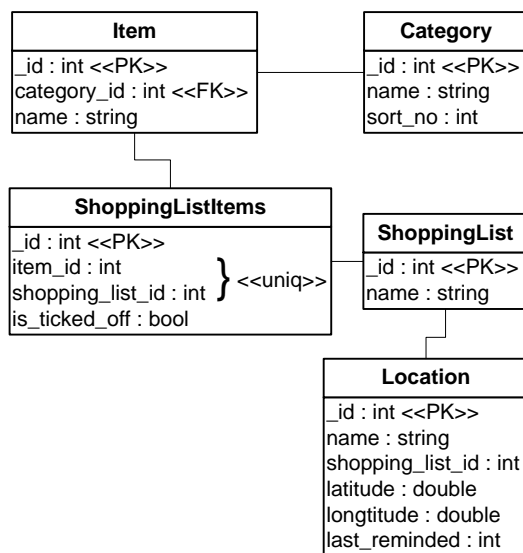 Item
_id : int <<PK>>
category_id : int <<FK>>
name : string
Category
_id : int <<PK>>
name : string
sort_no : int
ShoppingListItems
_id : int <<PK>>
item_id : int
shopping_list_id : int
} <<uniq>>
is_ticked_off : bool
ShoppingList
_id : int <<PK>>
name : string
Location
_id : int <<PK>>
name : string
shopping_list_id : int
latitude : double
longtitude : double
last_reminded : int